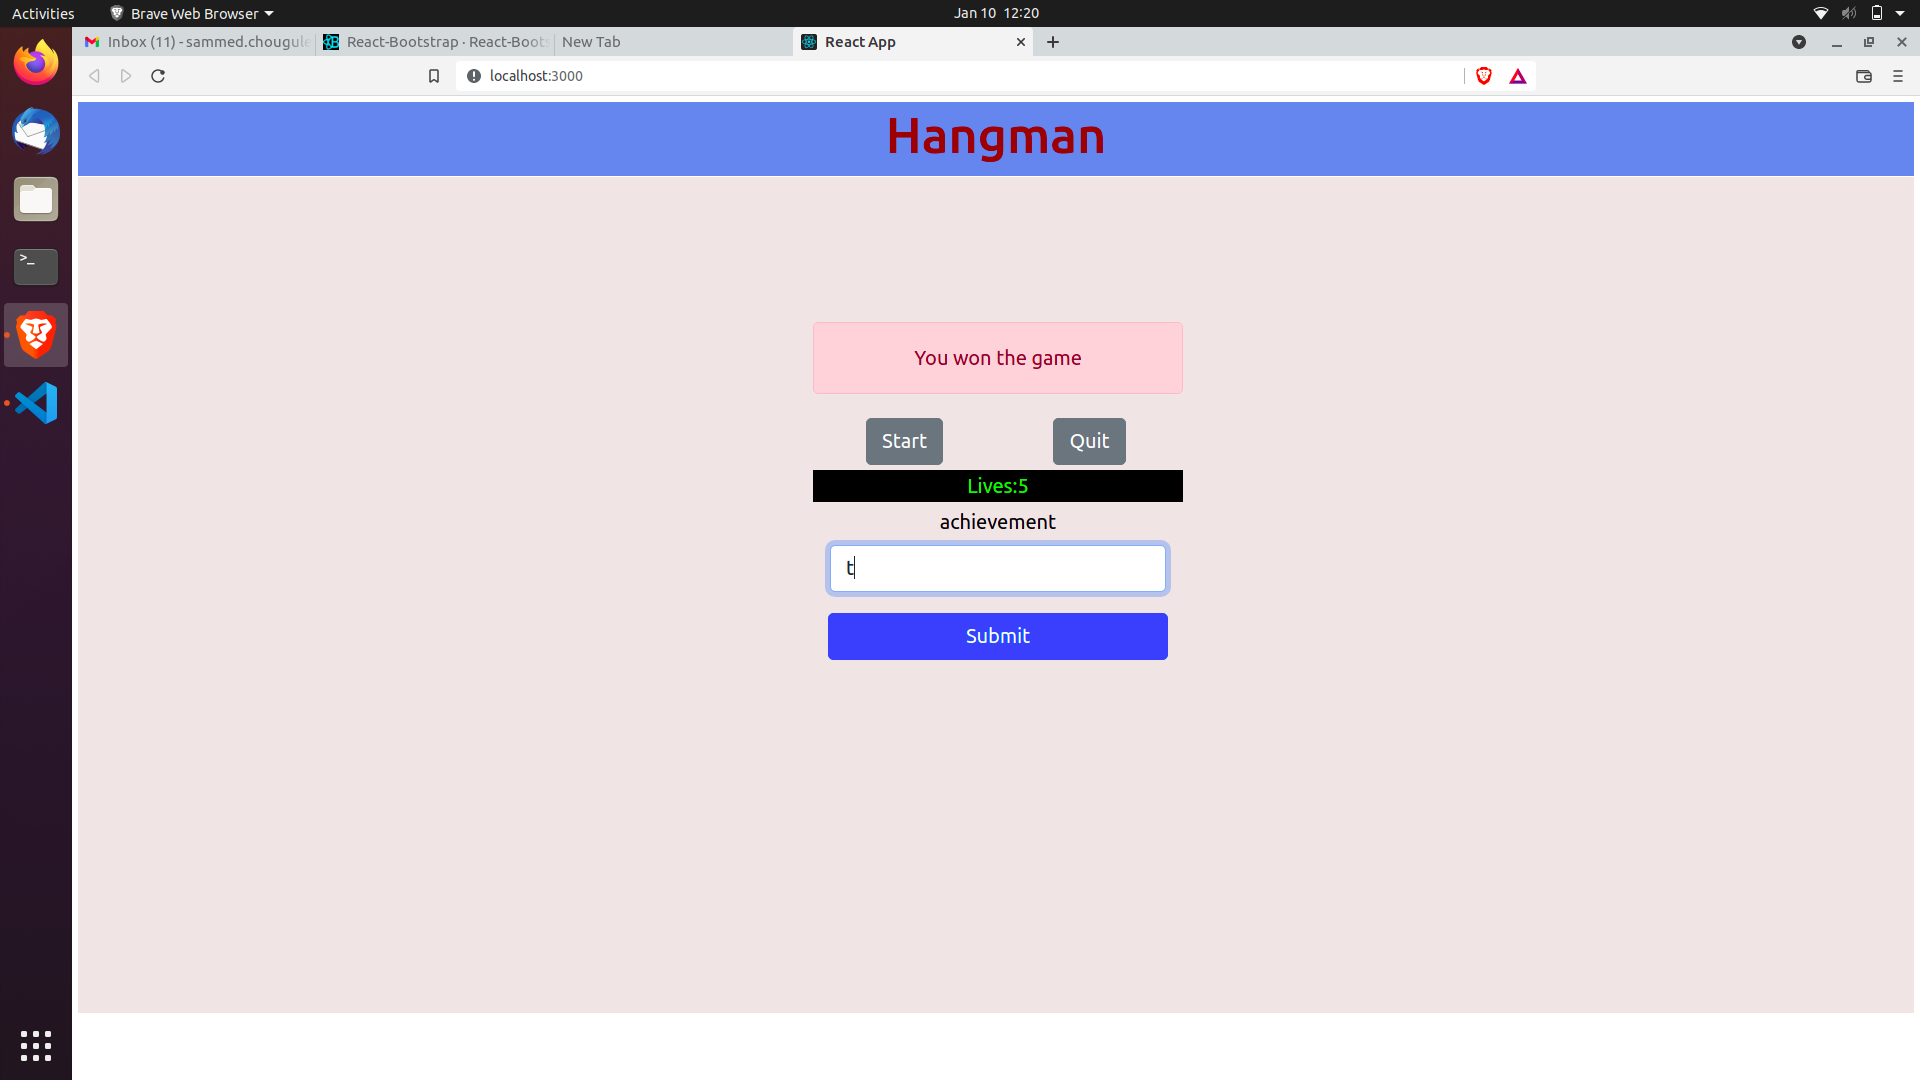 Activities
Brave Web Browser
Jan 10 12:20
Inbox (11) - sammed.chougule
React-Bootstrap · React-Boots
New Tab
React App
localhost:3000
Hangman
You won the game
Start
Quit
Lives:5
achievement
t
Submit